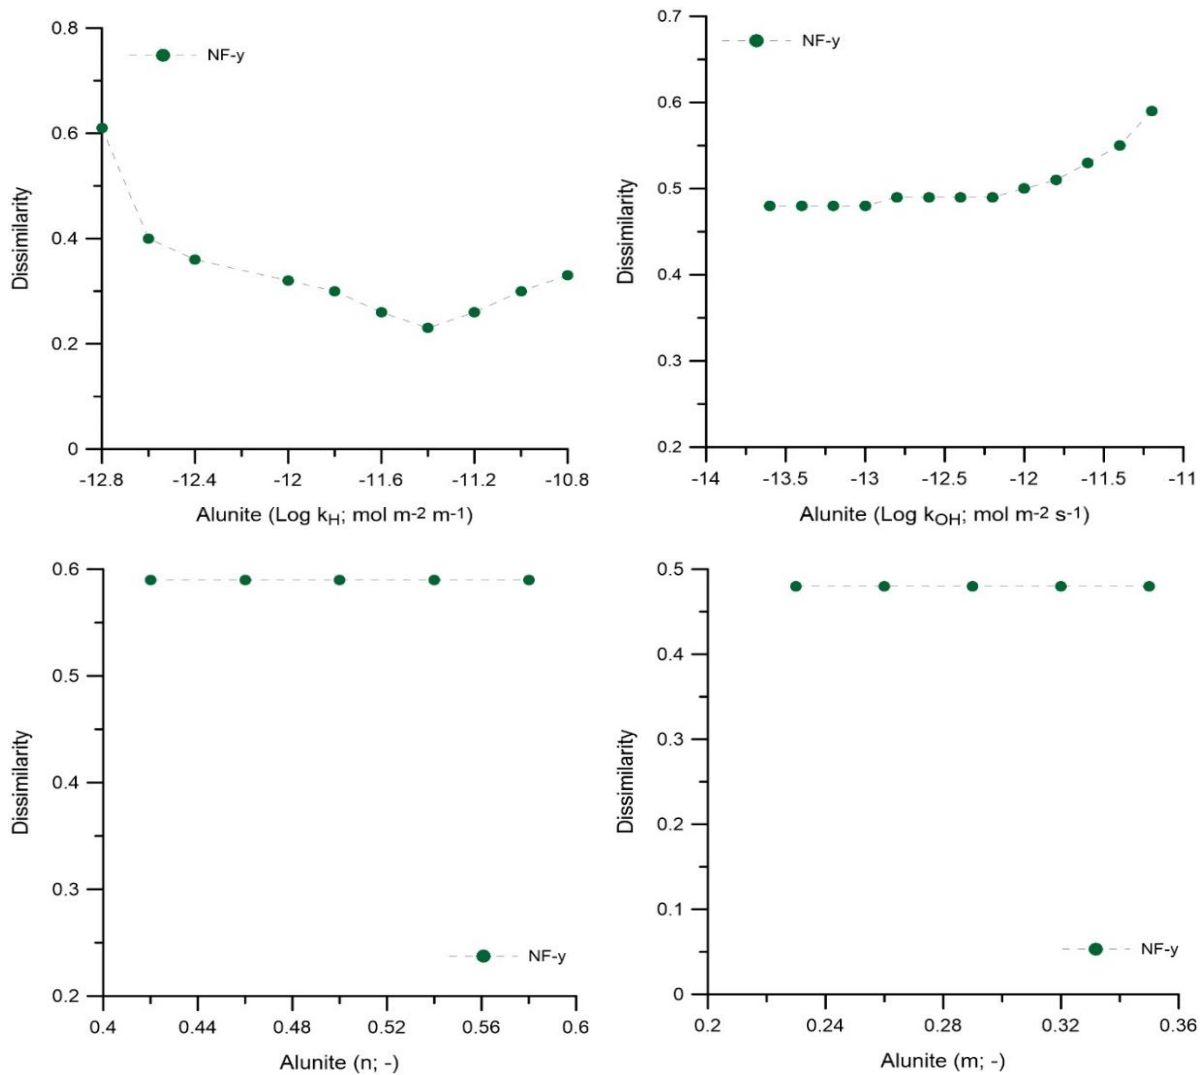 0.8
0.6
0.4
0.2
0
Dissimilarity
NF-y
-12.8 -12.4 -12 -11.6 -11.2 -10.8
Alunite (Log kH; mol m-2 m-1)
0.7
0.6
0.5
0.4
0.3
0.2
Dissimilarity
NF-y
-14 -13.5 -13 -12.5 -12 -11.5 -11
Alunite (Log kOH; mol m-2 s-1)
0.6
0.5
0.4
0.3
0.2
Dissimilarity
NF-y
0.4 0.44 0.48 0.52 0.56 0.6
Alunite (n; -)
0.5
0.4
0.3
0.2
0.1
0
Dissimilarity
NF-y
0.2 0.24 0.28 0.32 0.36
Alunite (m; -)